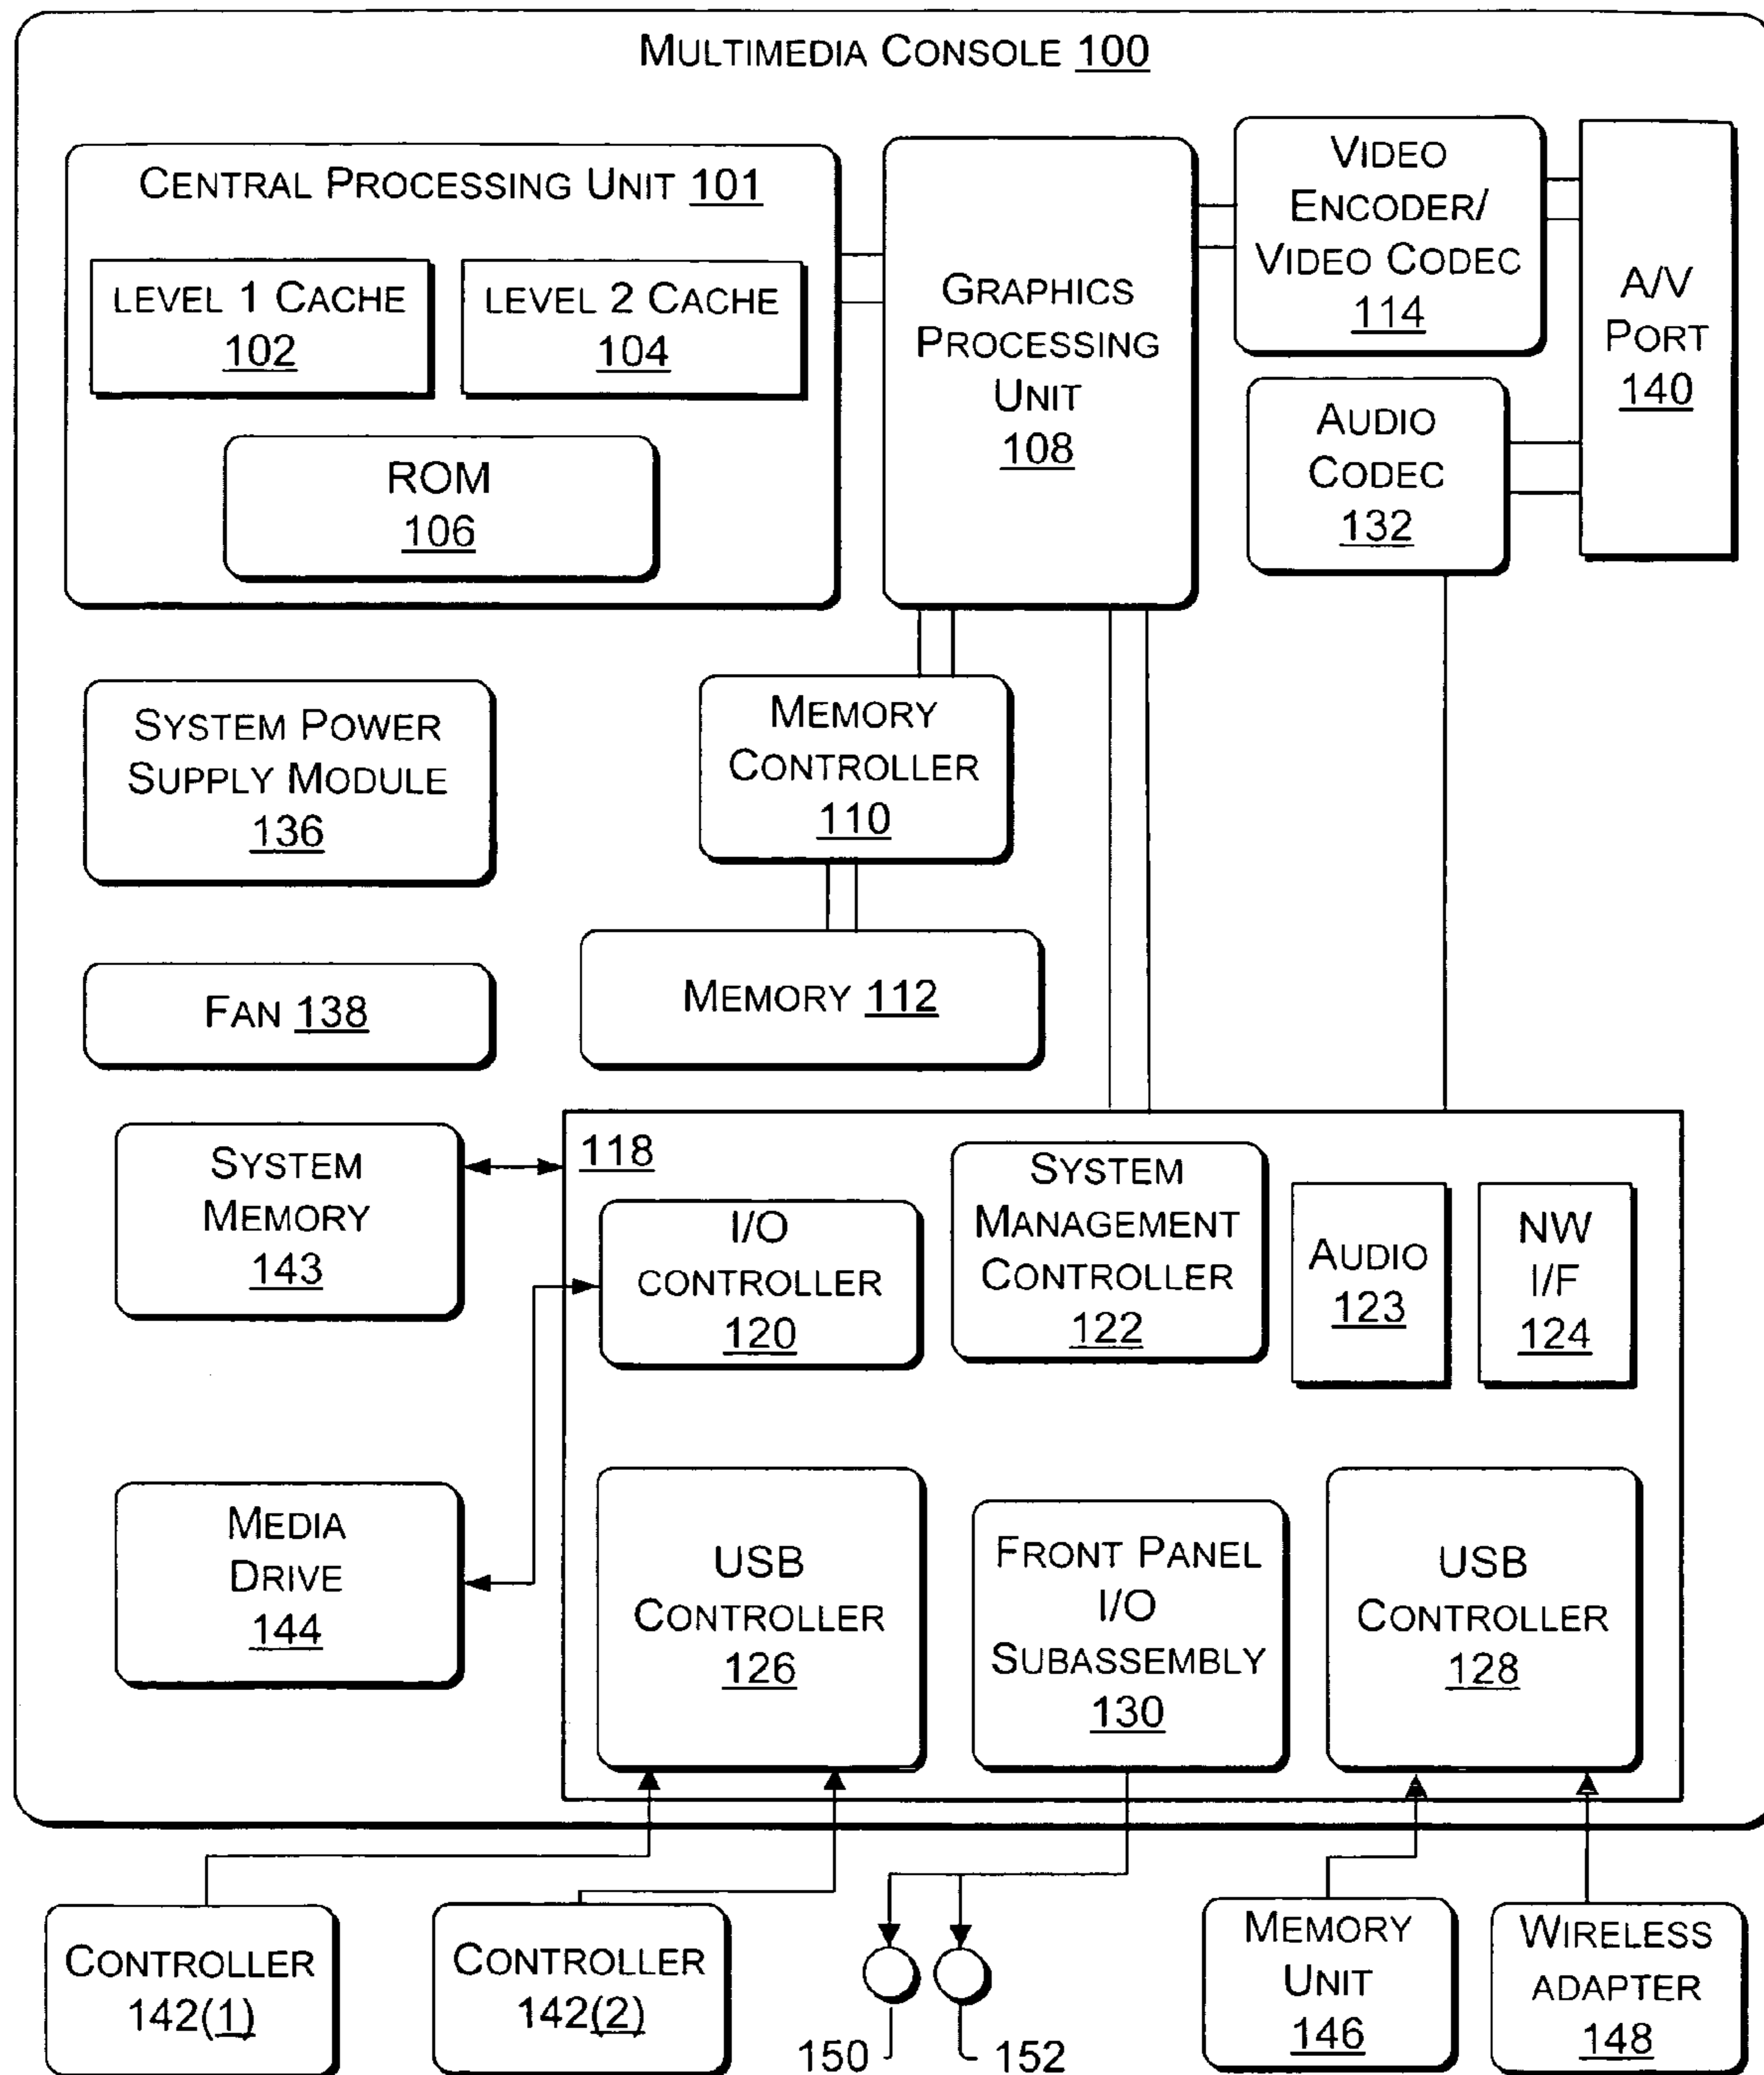 MULTIMEDIA CONSOLE 100
CENTRAL PROCESSING UNIT 101
LEVEL 1 CACHE
102
LEVEL 2 CACHE
104
ROM
106
GRAPHICS
PROCESSING
UNIT
108
VIDEO
ENCODER/
VIDEO CODEC
114
A/V
PORT
140
AUDIO
CODEC
132
SYSTEM POWER
SUPPLY MODULE
136
MEMORY
CONTROLLER
110
FAN 138
MEMORY 112
SYSTEM
MEMORY
143
118
I/O
CONTROLLER
120
SYSTEM
MANAGEMENT
CONTROLLER
122
AUDIO
123
NW
I/F
124
MEDIA
DRIVE
144
USB
CONTROLLER
126
FRONT PANEL
I/O
SUBASSEMBLY
130
USB
CONTROLLER
128
CONTROLLER
142(1)
CONTROLLER
142(2)
150
152
MEMORY
UNIT
146
WIRELESS
ADAPTER
148